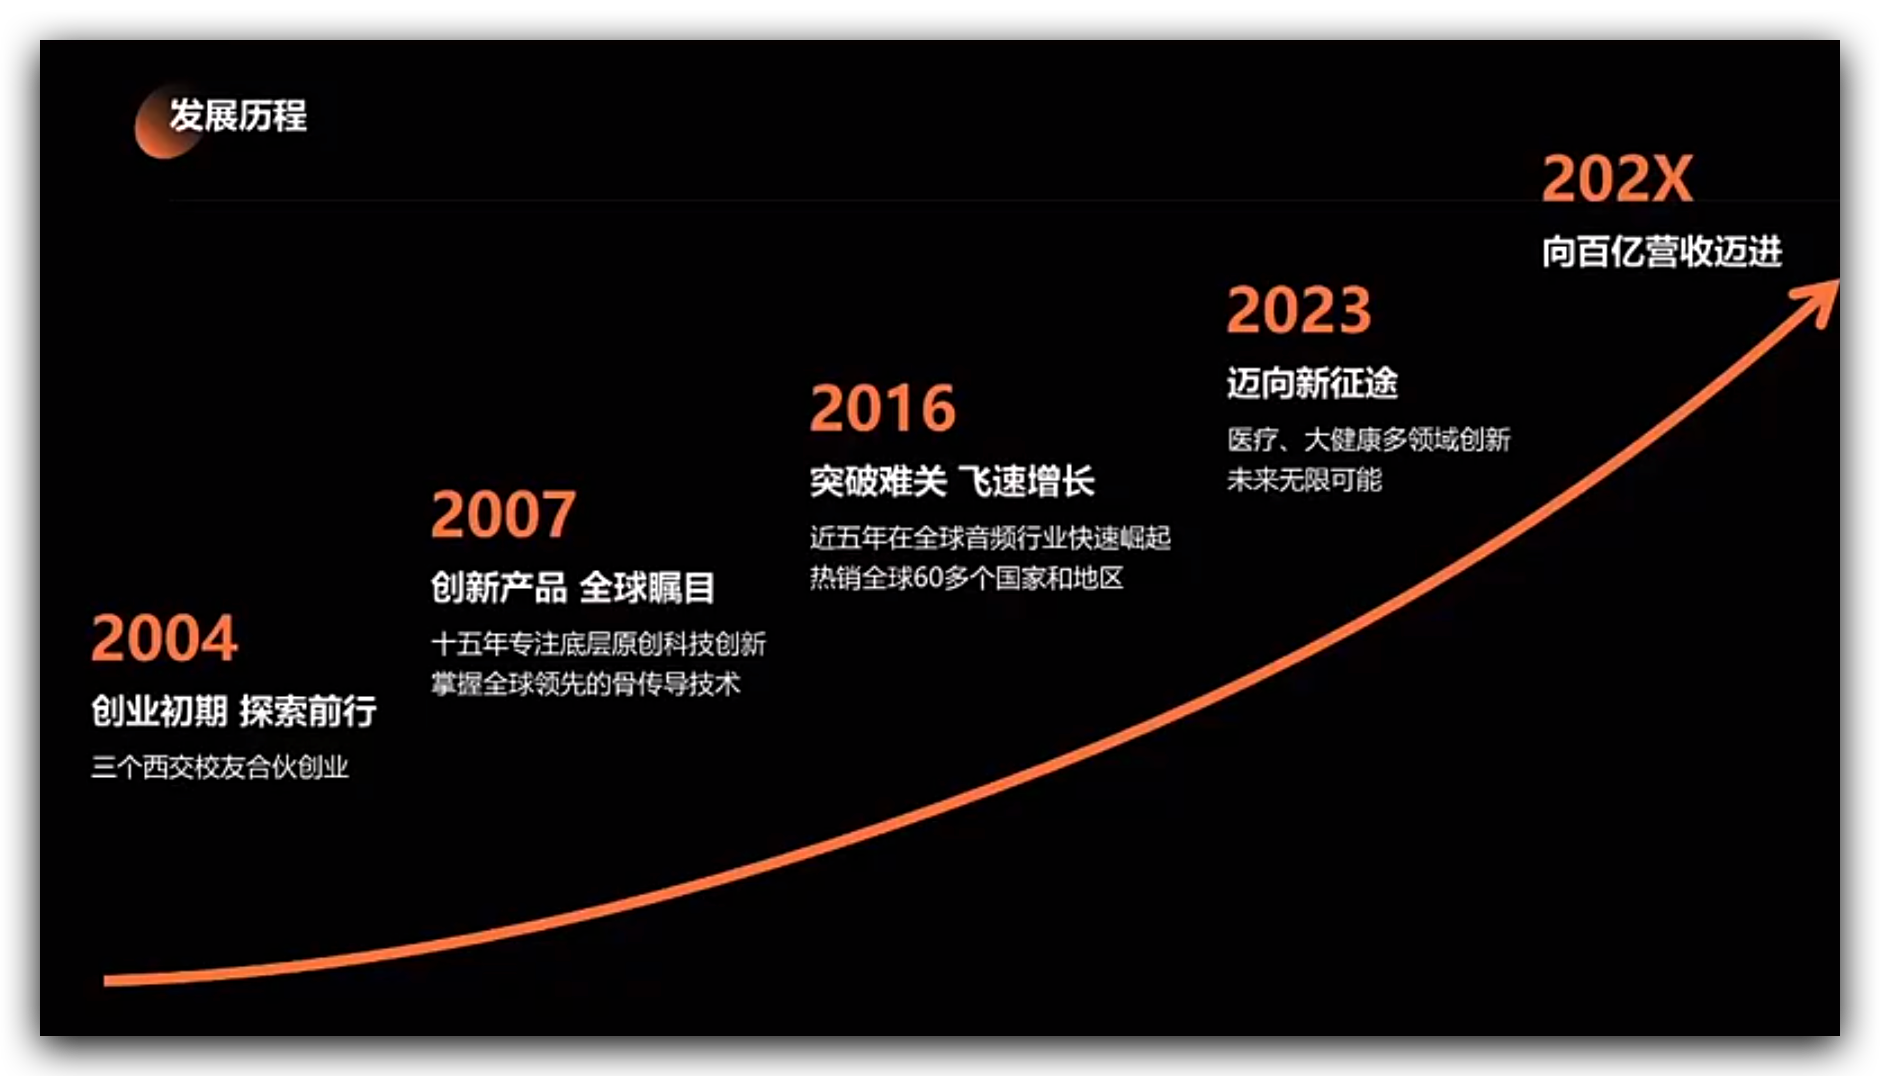 发展历程
2004
创业初期 探索前行
三个西交校友合伙创业
2007
创新产品 全球瞩目
十五年专注底层原创科技创新
掌握全球领先的骨传导技术
2016
突破难关 飞速增长
近五年在全球音频行业快速崛起
热销全球60多个国家和地区
2023
迈向新征途
医疗、大健康多领域创新
未来无限可能
202X
向百亿营收迈进